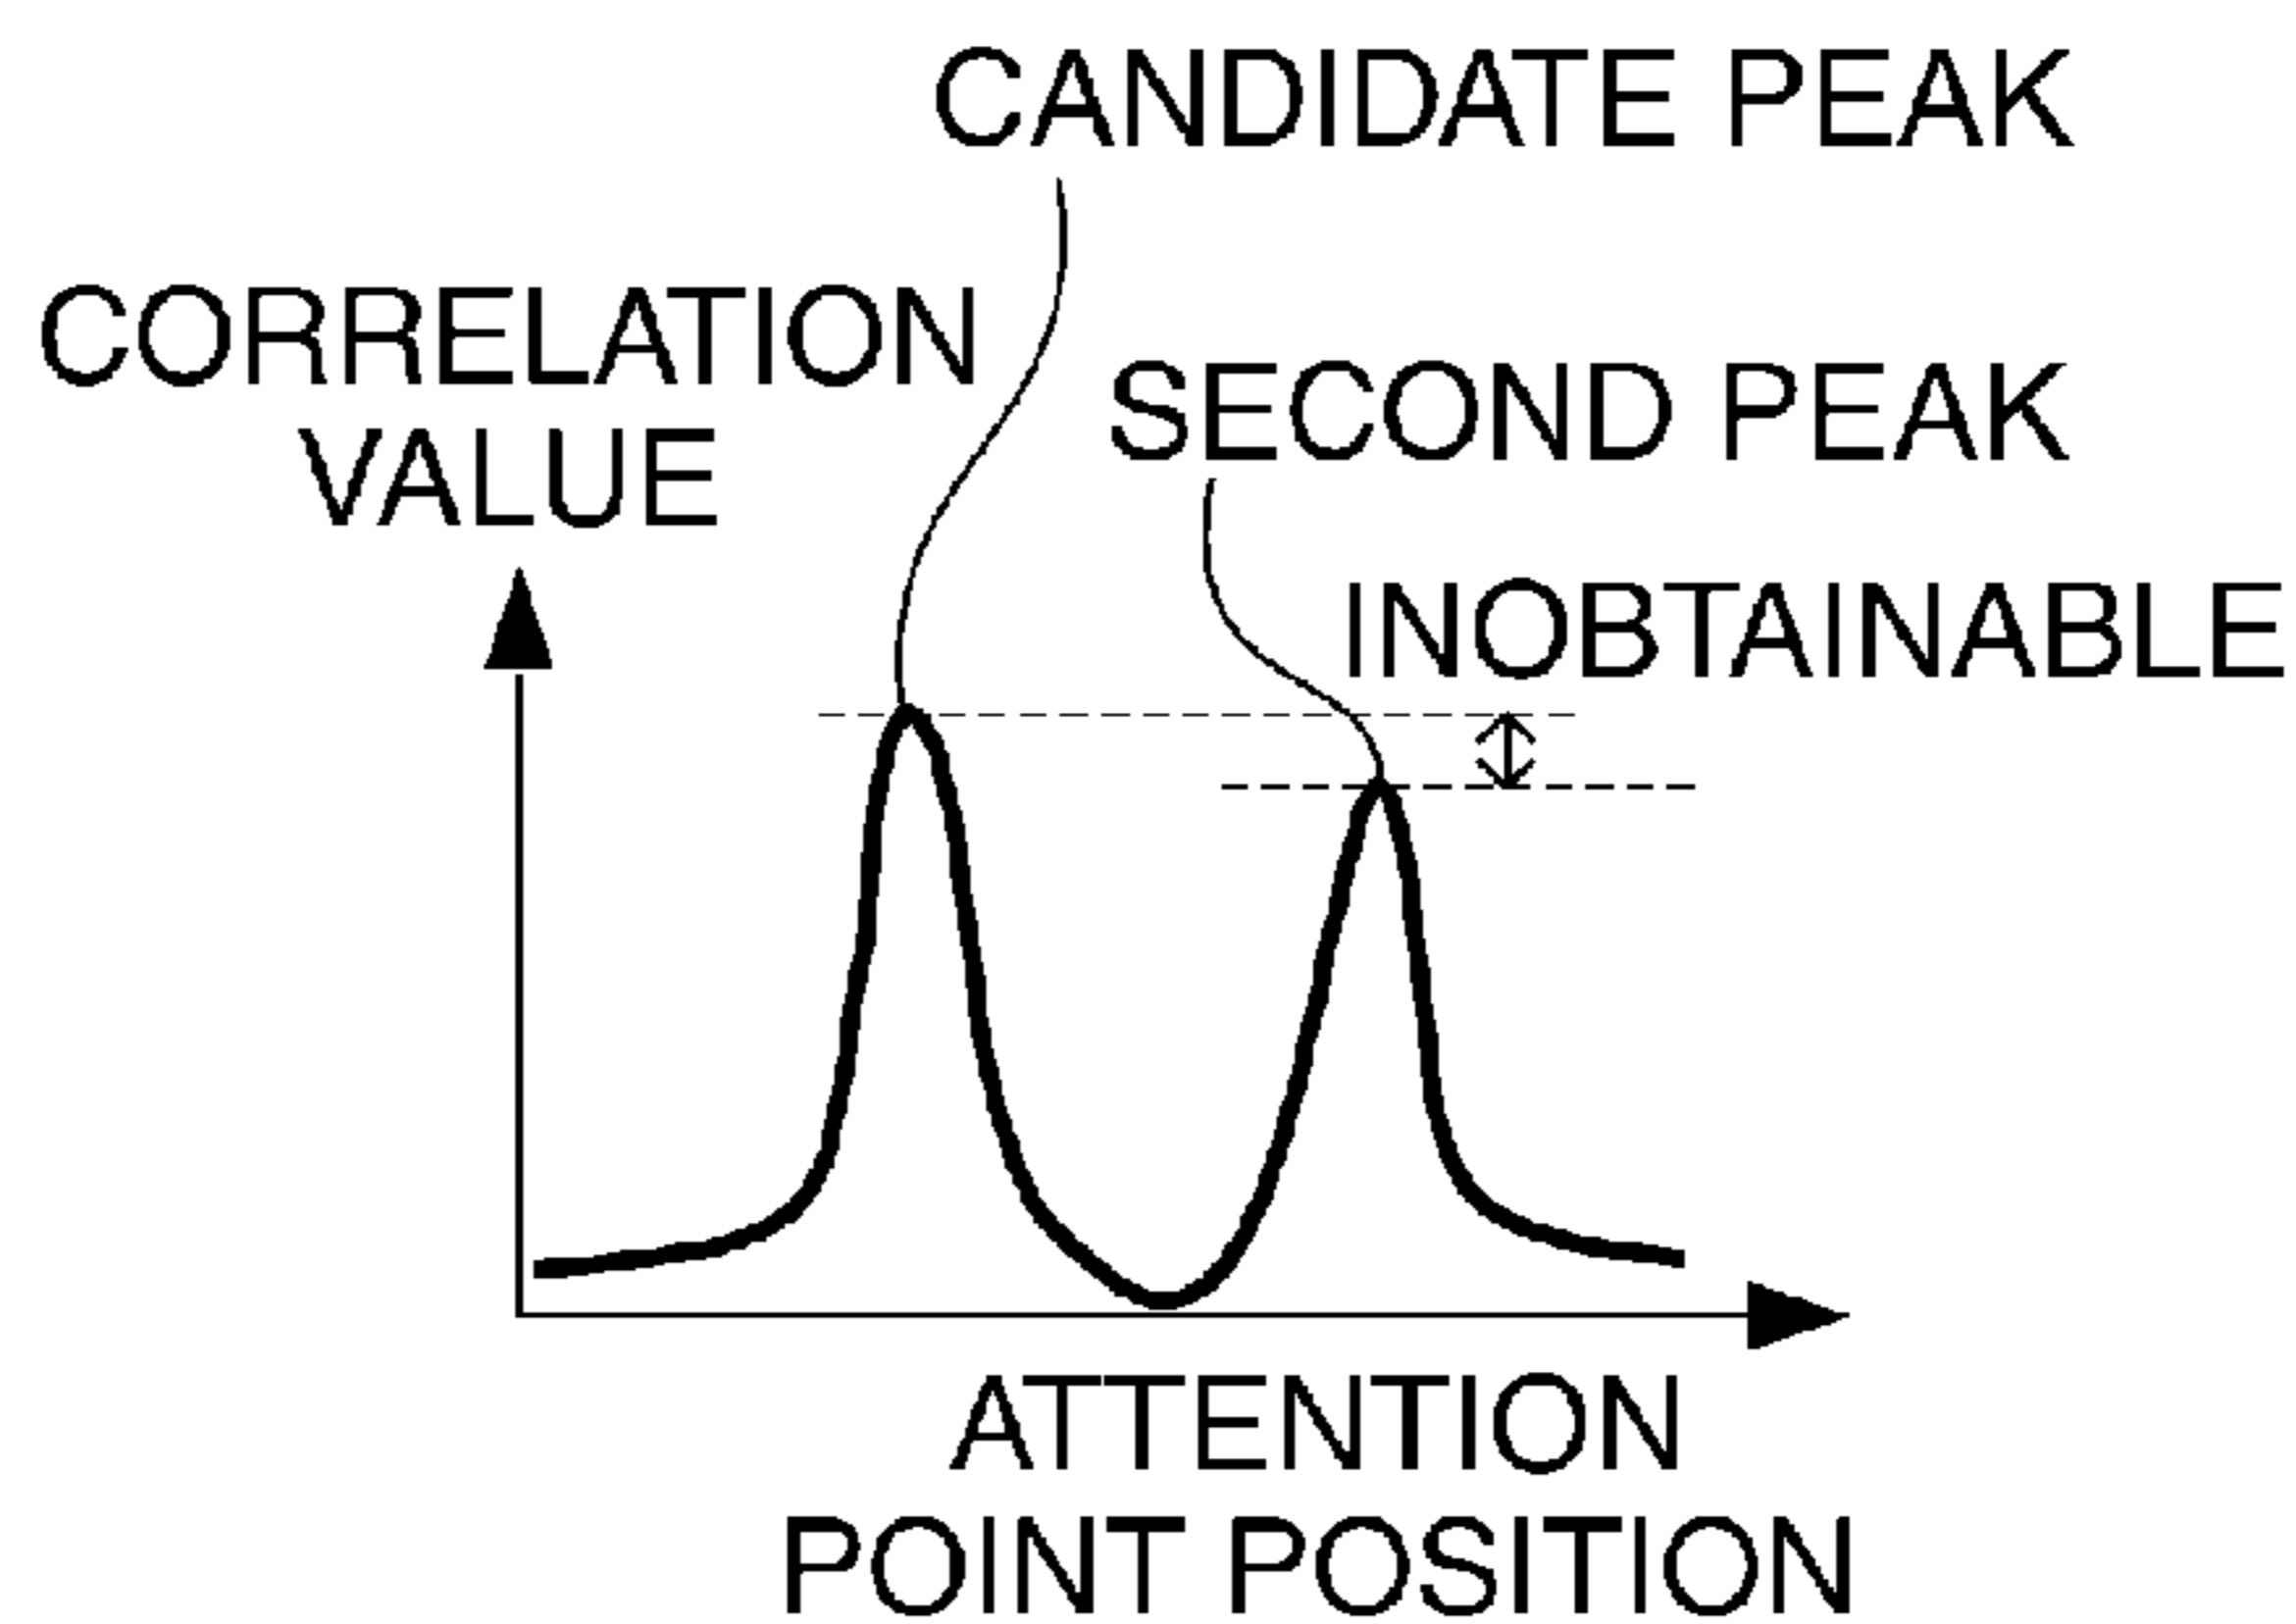 CANDIDATE PEAK
CORRELATION
VALUE
SECOND PEAK
INOBTAINABLE
ATTENTION
POINT POSITION